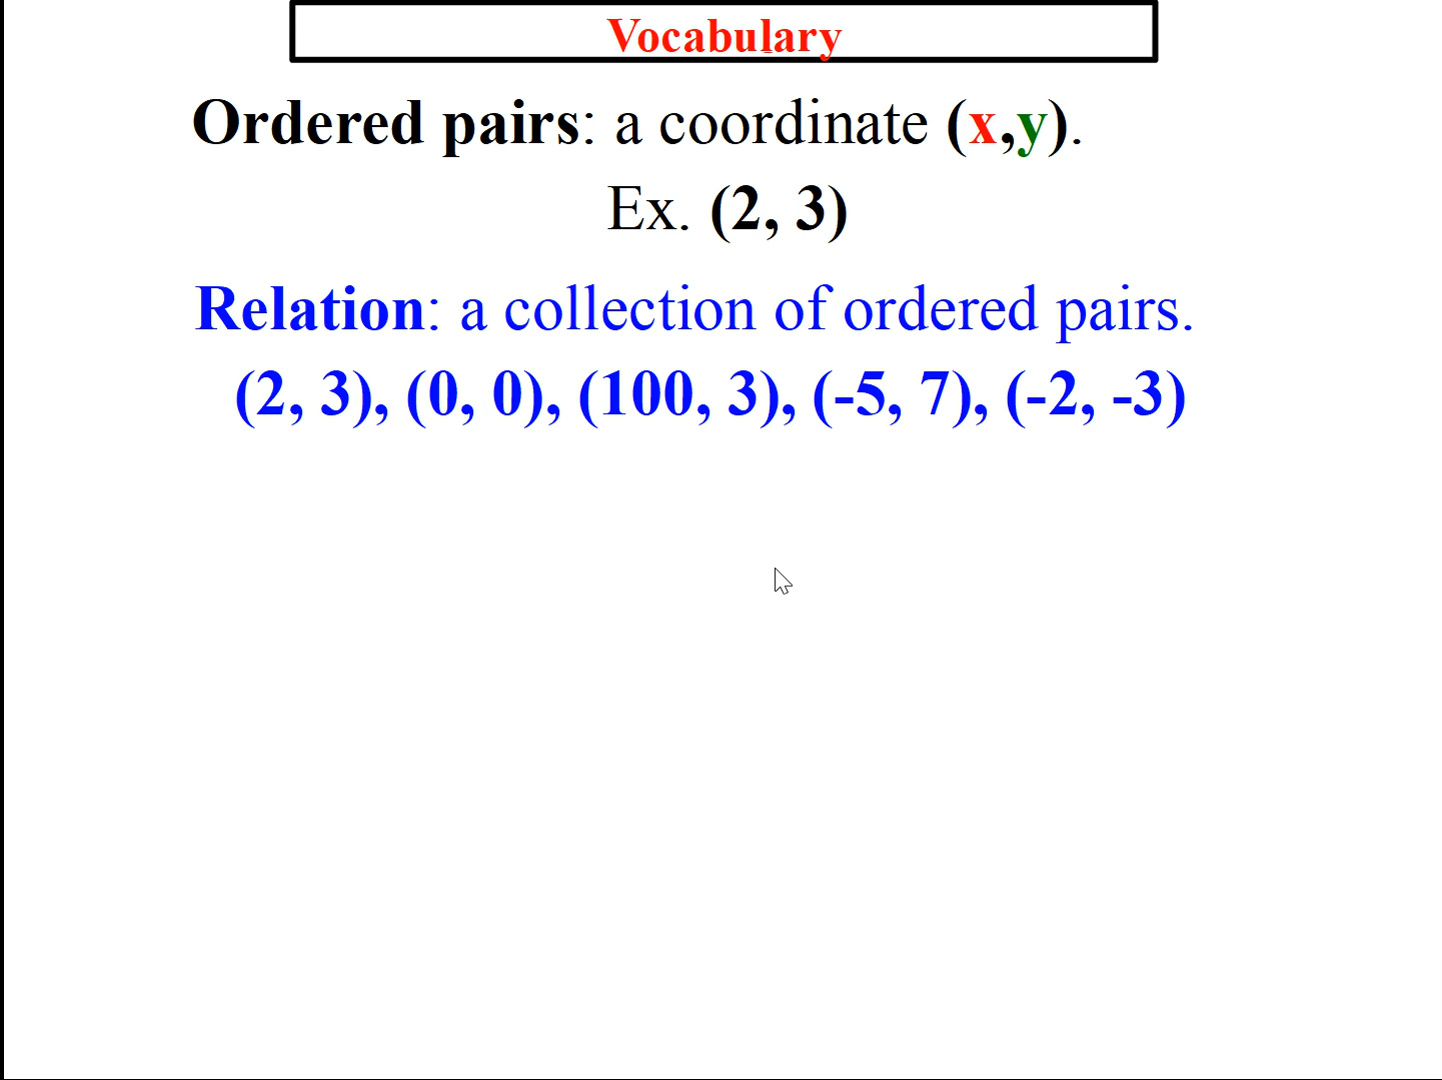 Vocabulary
Ordered pairs: a coordinate (x,y).
Ex. (2, 3)
Relation: a collection of ordered pairs.
(2, 3), (0, 0), (100, 3), (-5, 7), (-2, -3)